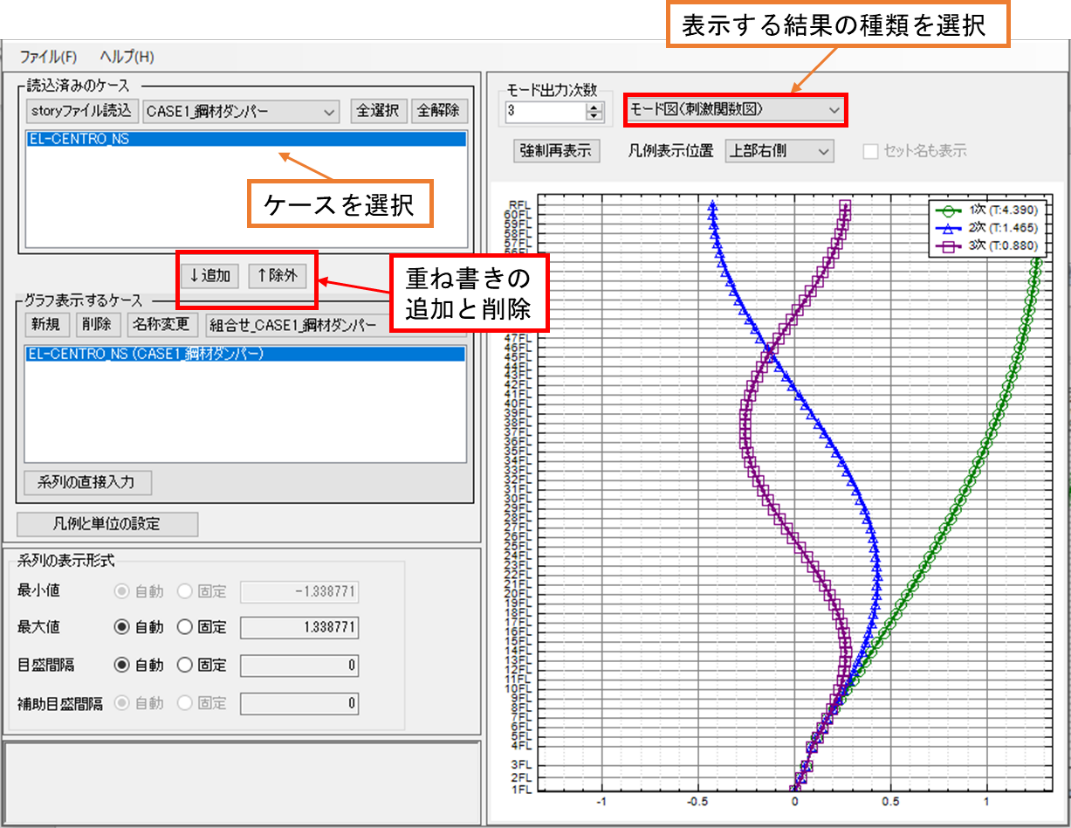 表示する結果の種類を選択
ファイル(F) ヘルプ(H)
読込済みのケース
storyファイル読込 CASE1_鋼材ダンパー 全選択 全解除
EL-CENTRO_NS
ケースを選択
↓追加 ↑除外
重ね書きの
追加と削除
グラフ表示するケース
新規 削除 名称変更 組合せ_CASE1_鋼材ダンパー
EL-CENTRO_NS (CASE1_鋼材ダンパー)
系列の直接入力
凡例と単位の設定
系列の表示形式
最小値 自動 固定 -1.338771
最大値 自動 固定 1.338771
目盛間隔 自動 固定 0
補助目盛間隔 自動 固定 0
モード出力次数
3 モード図(刺激関数図)
強制再表示 凡例表示位置 上部右側 セット名も表示
1次 (T:4.390)
2次 (T:1.465)
3次 (T:0.880)
RFL
60FL
59FL
58FL
57FL
56FL
47FL
46FL
45FL
44FL
43FL
42FL
41FL
40FL
39FL
38FL
37FL
36FL
35FL
34FL
33FL
32FL
31FL
30FL
29FL
28FL
27FL
26FL
25FL
24FL
23FL
22FL
21FL
20FL
19FL
18FL
17FL
16FL
15FL
14FL
13FL
12FL
11FL
10FL
9FL
8FL
7FL
6FL
5FL
4FL
3FL
2FL
1FL
-1 -0.5 0 0.5 1